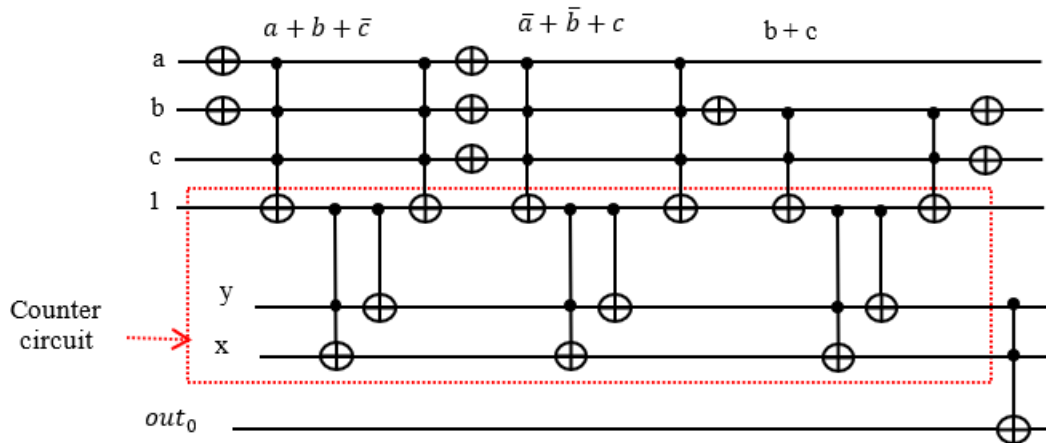 a + b + c̄
ā + b̄ + c
b + c
a
b
c
1
y
Counter
circuit
x
out₀